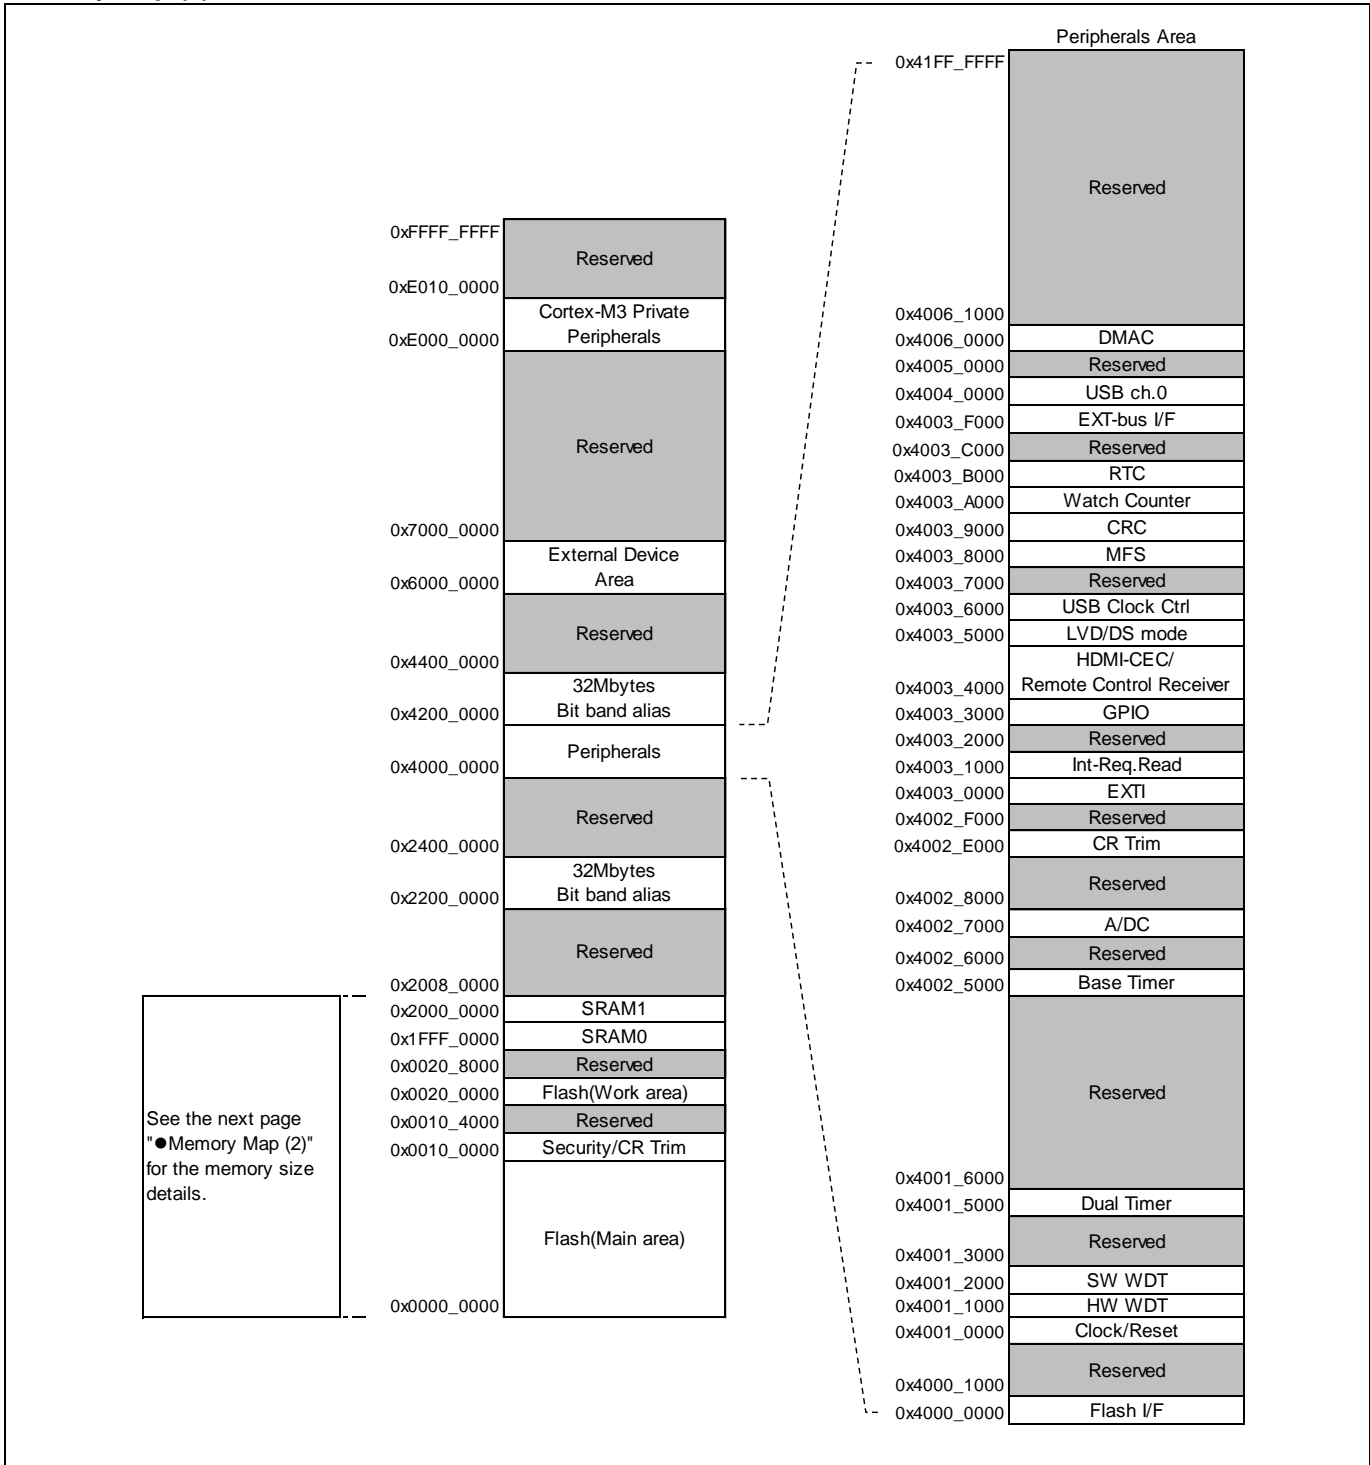 Peripherals Area
0x41FF_FFFF
Reserved
0x4006_1000
0x4006_0000 DMAC
0x4005_0000 Reserved
0x4004_0000 USB ch.0
0x4003_F000 EXT-bus I/F
0x4003_C000 Reserved
0x4003_B000 RTC
0x4003_A000 Watch Counter
0x4003_9000 CRC
0x4003_8000 MFS
0x4003_7000 Reserved
0x4003_6000 USB Clock Ctrl
0x4003_5000 LVD/DS mode
HDMI-CEC/
0x4003_4000 Remote Control Receiver
0x4003_3000 GPIO
0x4003_2000 Reserved
0x4003_1000 Int-Req.Read
0x4003_0000 EXTI
0x4002_F000 Reserved
0x4002_E000 CR Trim
Reserved
0x4002_8000
0x4002_7000 A/DC
0x4002_6000 Reserved
0x4002_5000 Base Timer
Reserved
0x4001_6000
0x4001_5000 Dual Timer
Reserved
0x4001_3000
0x4001_2000 SW WDT
0x4001_1000 HW WDT
0x4001_0000 Clock/Reset
Reserved
0x4000_1000
0x4000_0000 Flash I/F
0xFFFF_FFFF
Reserved
0xE010_0000
Cortex-M3 Private
0xE000_0000 Peripherals
Reserved
0x7000_0000
External Device
0x6000_0000 Area
Reserved
0x4400_0000
32Mbytes
0x4200_0000 Bit band alias
Peripherals
0x4000_0000
Reserved
0x2400_0000
32Mbytes
0x2200_0000 Bit band alias
Reserved
0x2008_0000
0x2000_0000 SRAM1
0x1FFF_0000 SRAM0
0x0020_8000 Reserved
0x0020_0000 Flash(Work area)
0x0010_4000 Reserved
0x0010_0000 Security/CR Trim
Flash(Main area)
0x0000_0000
See the next page
"●Memory Map (2)"
for the memory size
details.